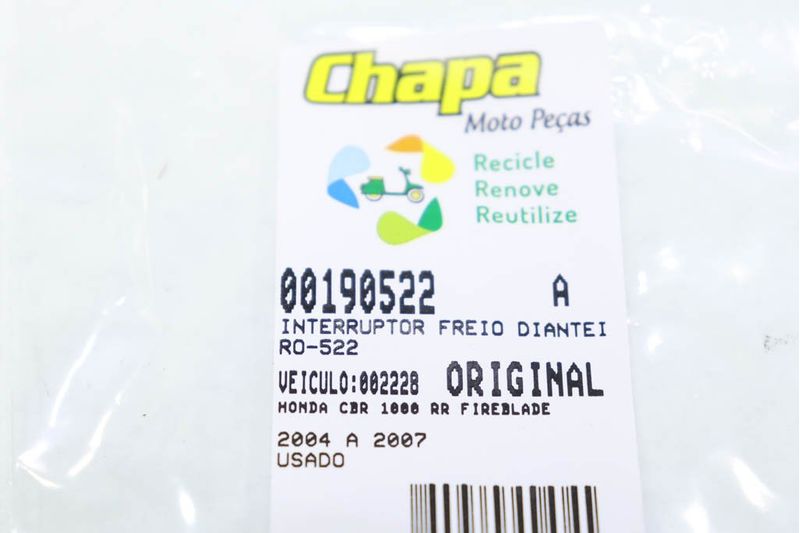 Chapa
Moto Peças
Recicle
Renove
Reutilize
00190522 A
INTERRUPTOR FREIO DIANTEI
RO-522
VEICULO:002228 ORIGINAL
HONDA CBR 1000 RR FIREBLADE
2004 A 2007
USADO